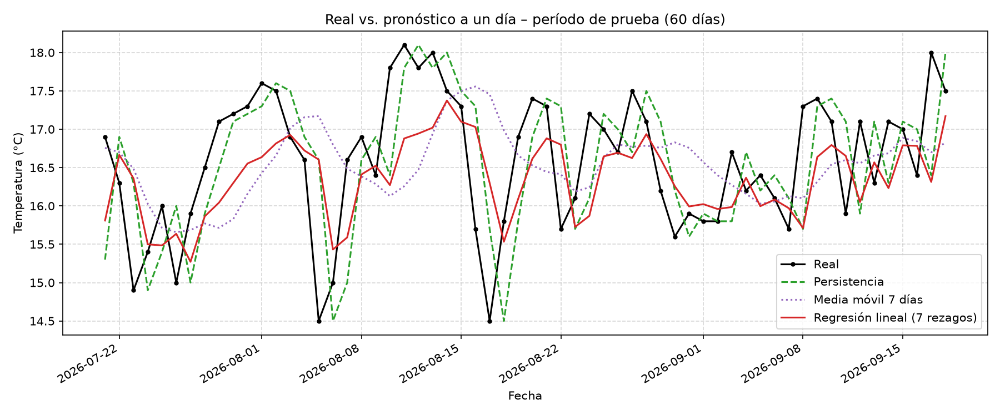 Real vs. pronóstico a un día – período de prueba (60 días)
Temperatura (°C)
18.0
17.5
17.0
16.5
16.0
15.5
15.0
14.5
Real
Persistencia
Media móvil 7 días
Regresión lineal (7 rezagos)
2026-07-22
2026-08-01
2026-08-08
2026-08-15
2026-08-22
2026-09-01
2026-09-08
2026-09-15
Fecha